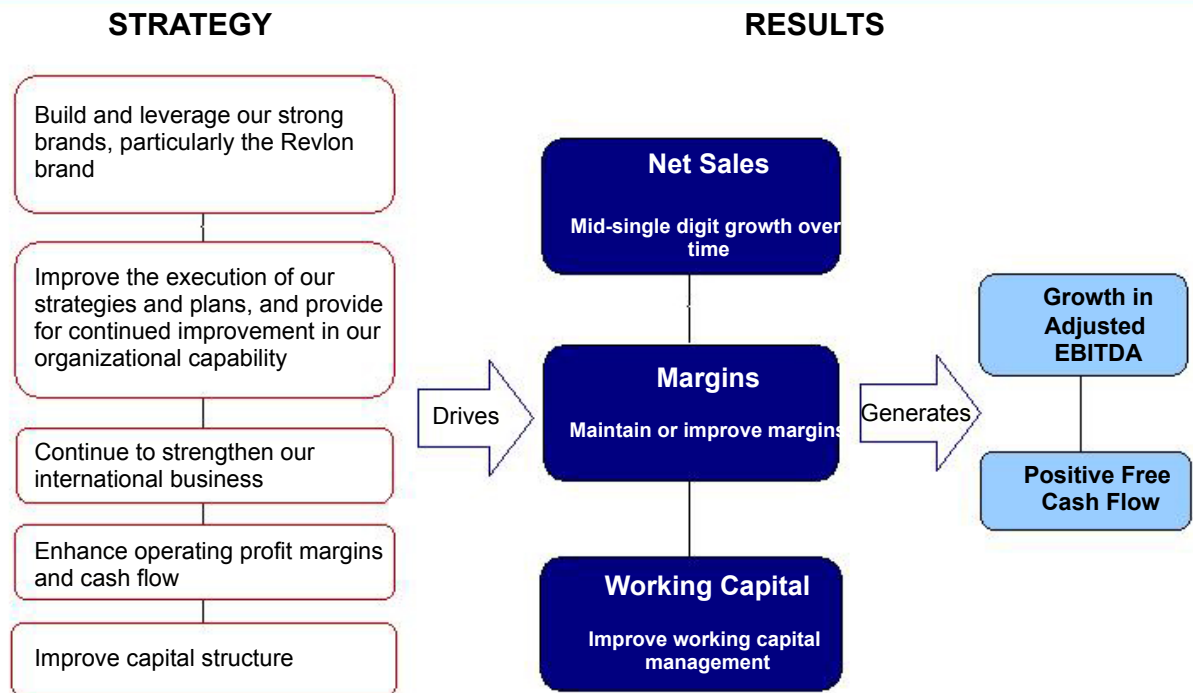 STRATEGY
RESULTS
Build and leverage our strong
brands, particularly the Revlon
brand
Improve the execution of our
strategies and plans, and provide
for continued improvement in our
organizational capability
Continue to strengthen our
international business
Enhance operating profit margins
and cash flow
Improve capital structure
Drives
Net Sales
Mid-single digit growth over
time
Margins
Maintain or improve margins
Working Capital
Improve working capital
management
Generates
Growth in
Adjusted
EBITDA
Positive Free
Cash Flow